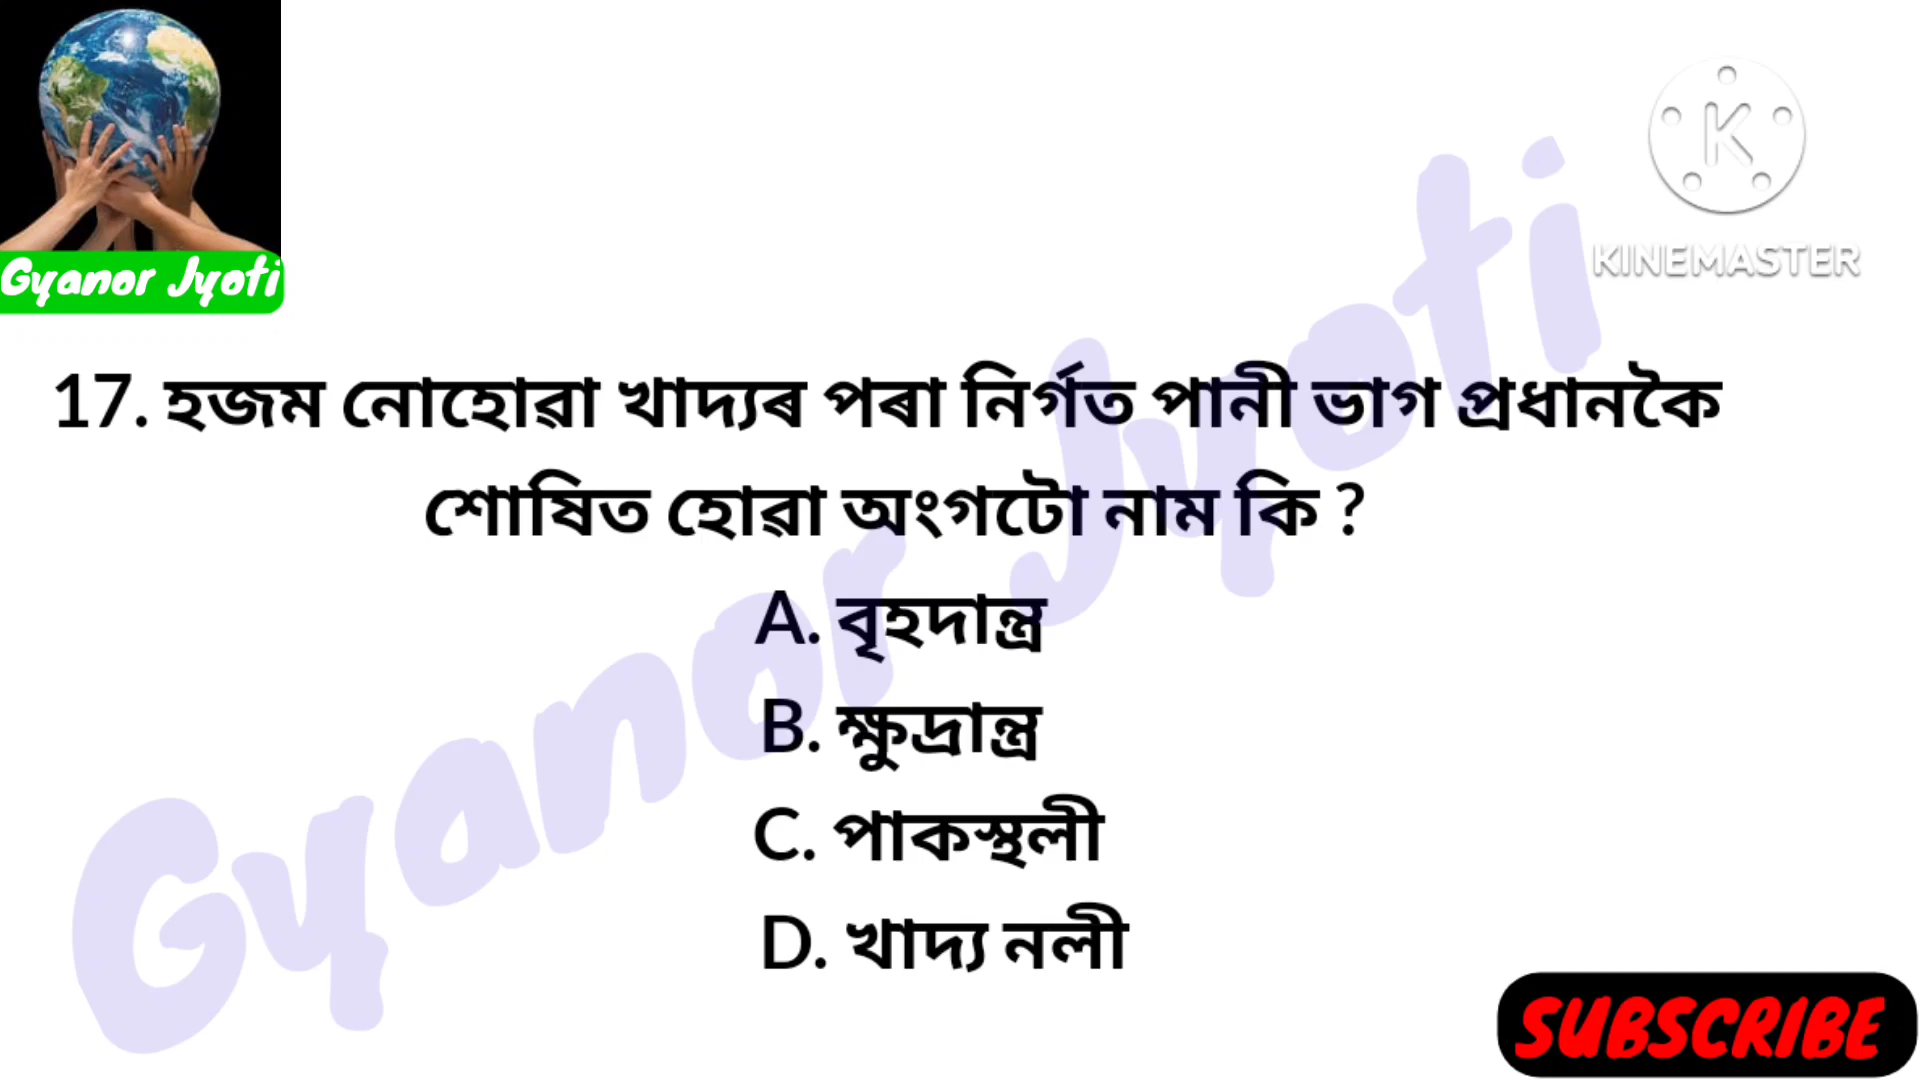 Gyanor Jyoti
K
KINEMASTER
17. হজম নোহোৱা খাদ্যৰ পৰা নিৰ্গত পানী ভাগ প্ৰধানকৈ
শোষিত হোৱা অংগটো নাম কি ?
A. বৃহদান্ত্ৰ
B. ক্ষুদ্ৰান্ত্ৰ
C. পাকস্থলী
D. খাদ্য নলী
Gyanor Jyoti
SUBSCRIBE